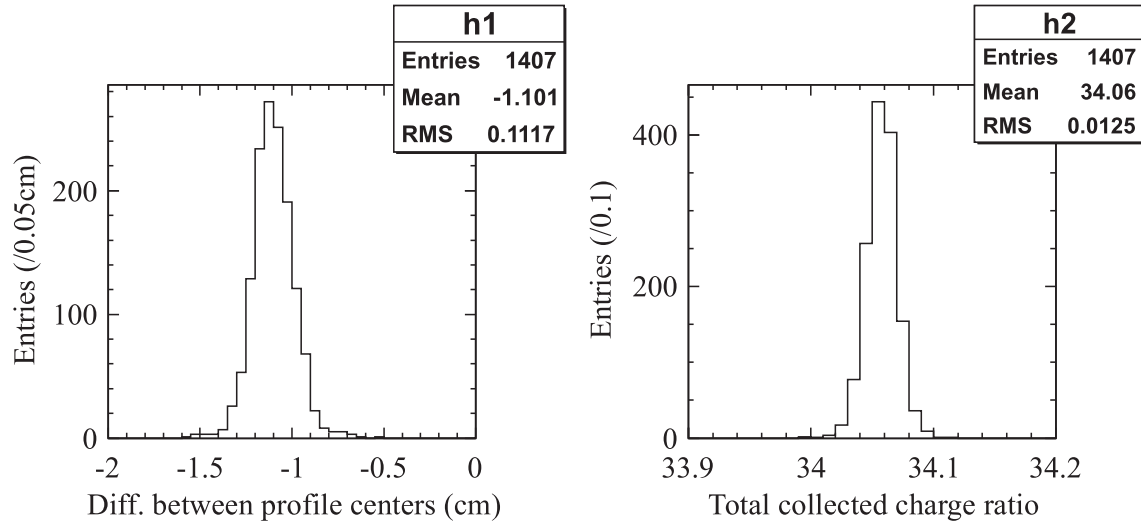 h1
Entries 1407
Mean -1.101
RMS 0.1117
Entries (/0.05cm)
200
100
0
-2 -1.5 -1 -0.5 0
Diff. between profile centers (cm)
h2
Entries 1407
Mean 34.06
RMS 0.0125
Entries (/0.1)
400
200
0
33.9 34 34.1 34.2
Total collected charge ratio